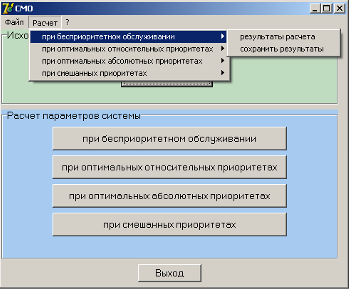 СМО
Файл Расчет ?
Исхо
при бесприоритетном обслуживании
при оптимальных относительных приоритетах
при оптимальных абсолютных приоритетах
при смешанных приоритетах
результаты расчета
сохранить результаты
Расчет параметров системы
при бесприоритетном обслуживании
при оптимальных относительных приоритетах
при оптимальных абсолютных приоритетах
при смешанных приоритетах
Выход